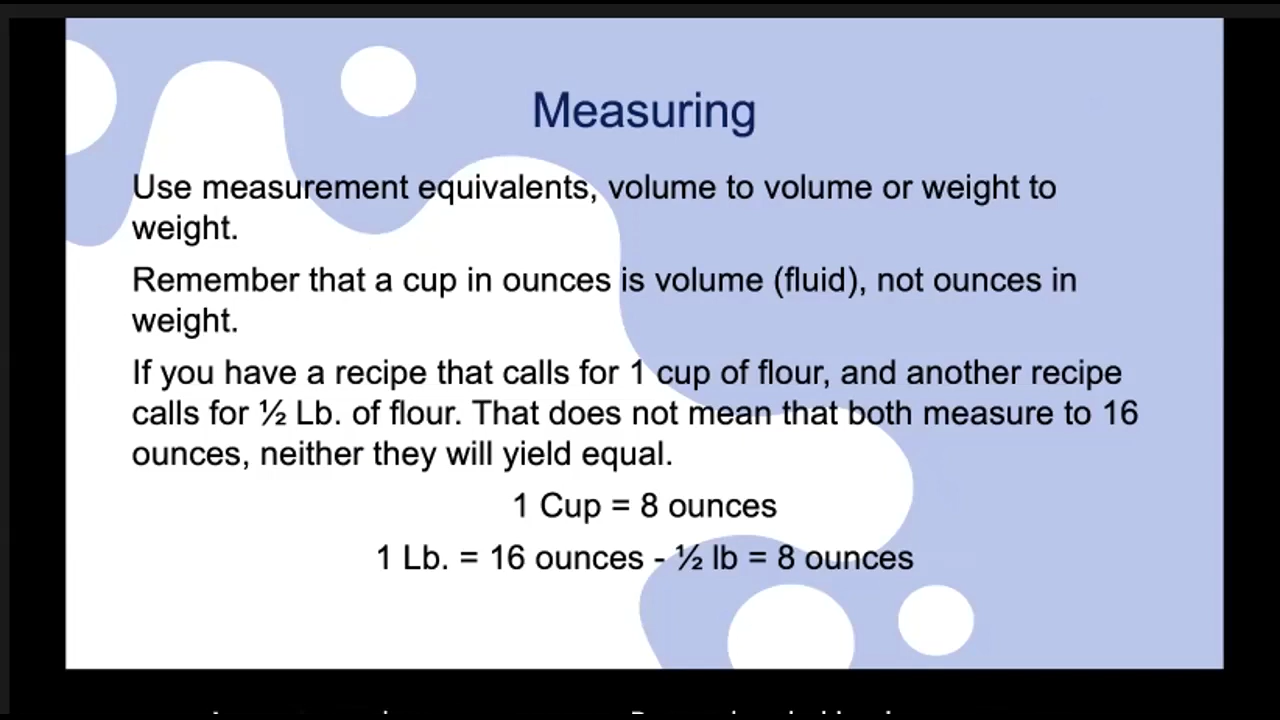 Measuring
Use measurement equivalents, volume to volume or weight to
weight.
Remember that a cup in ounces is volume (fluid), not ounces in
weight.
If you have a recipe that calls for 1 cup of flour, and another recipe
calls for ½ Lb. of flour. That does not mean that both measure to 16
ounces, neither they will yield equal.
1 Cup = 8 ounces
1 Lb. = 16 ounces - ½ lb = 8 ounces